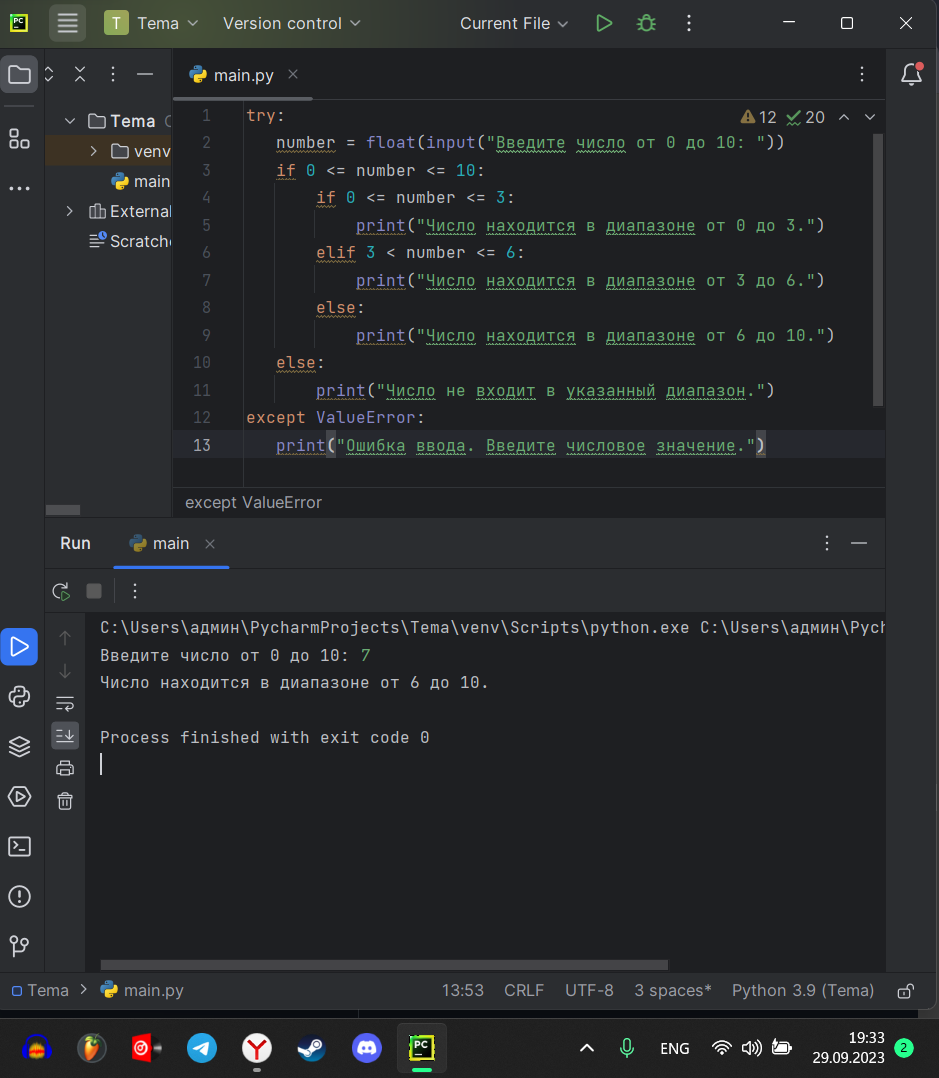 PC T Tema Version control Current File
main.py
Tema
venv
main
External
Scratche
12 20
1 try:
2 number = float(input("Введите число от 0 до 10: "))
3 if 0 <= number <= 10:
4 if 0 <= number <= 3:
5 print("Число находится в диапазоне от 0 до 3.")
6 elif 3 < number <= 6:
7 print("Число находится в диапазоне от 3 до 6.")
8 else:
9 print("Число находится в диапазоне от 6 до 10.")
10 else:
11 print("Число не входит в указанный диапазон.")
12 except ValueError:
13 print("Ошибка ввода. Введите числовое значение.")
except ValueError
Run main
C:\Users\админ\PycharmProjects\Tema\venv\Scripts\python.exe C:\Users\админ\Pych
Введите число от 0 до 10: 7
Число находится в диапазоне от 6 до 10.
Process finished with exit code 0
Tema > main.py 13:53 CRLF UTF-8 3 spaces* Python 3.9 (Tema)
PC ENG 19:33
29.09.2023 2